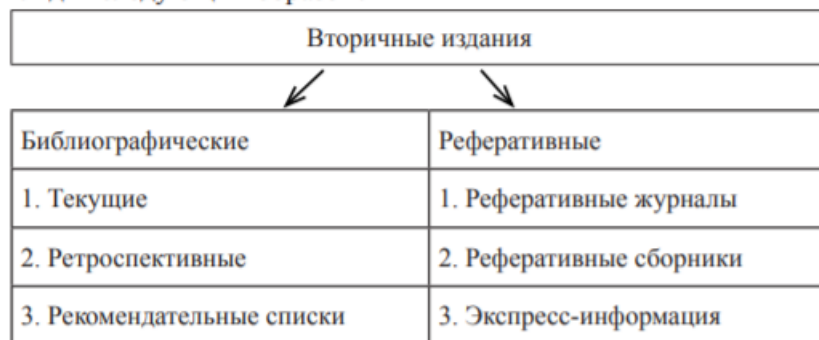 Вторичные издания
Библиографические
Реферативные
1. Текущие
1. Реферативные журналы
2. Ретроспективные
2. Реферативные сборники
3. Рекомендательные списки
3. Экспресс-информация